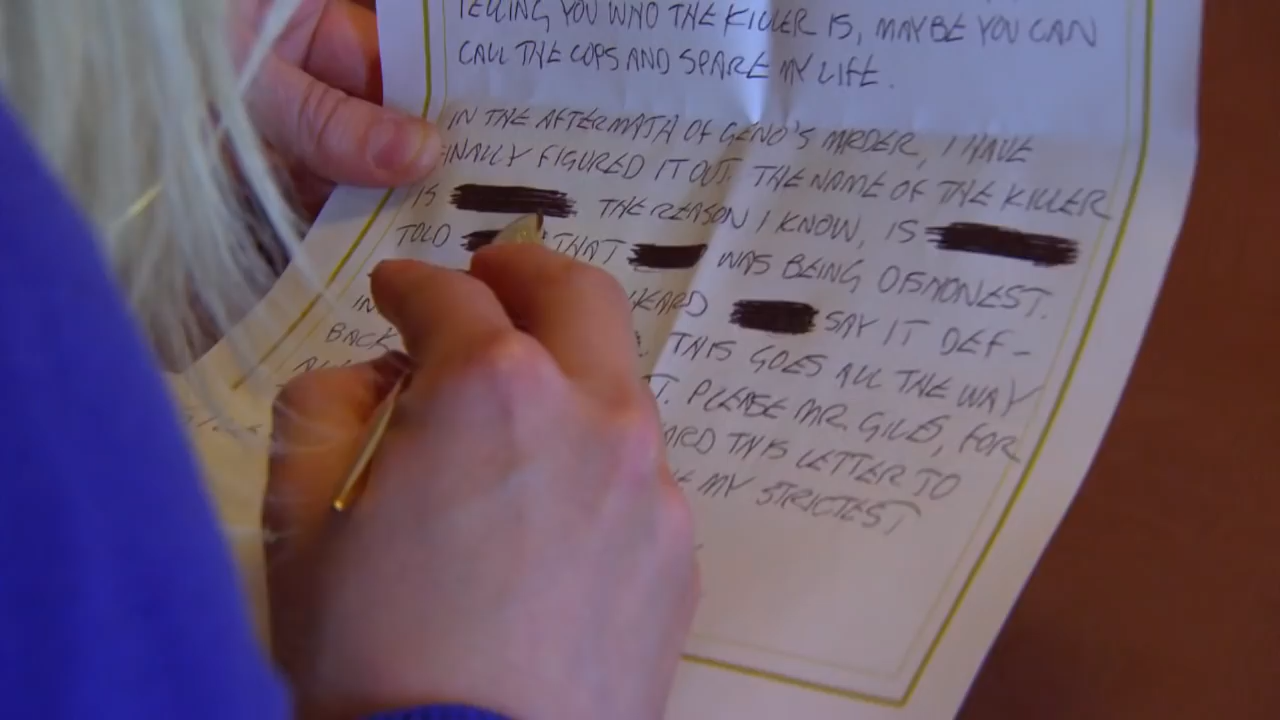 TELLING YOU WHO THE KILLER IS, MAYBE YOU CAN
CALL THE COPS AND SPARE MY LIFE.
IN THE AFTERMATH OF GENO'S MRDER, I HAVE
FINALLY FIGURED IT OUT. THE NAME OF THE KILLER
IS THE REASON I KNOW, IS
TOLD THAT WAS BEING DISHONEST.
IN HEARD SAY IT DEF-
BACK THIS GOES ALL THE WAY
PLEASE MR. GILES, FOR
THIS LETTER TO
MY STRICTEST